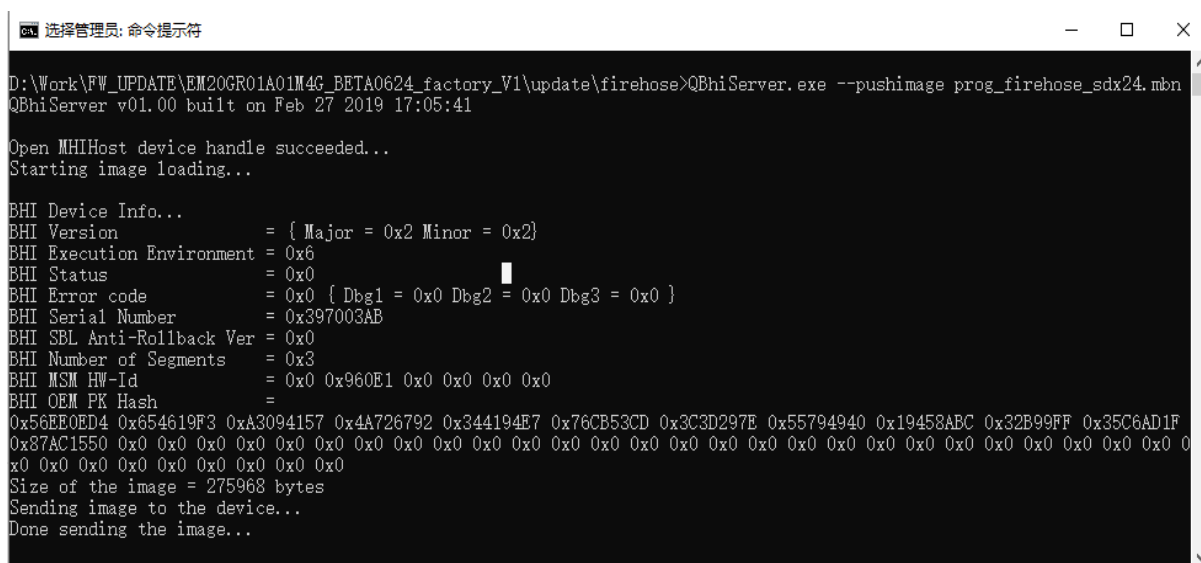 选择管理员: 命令提示符
D:\Work\FW_UPDATE\EM20GR01A01M4G_BETA0624_factory_V1\update\firehose>QBhiServer.exe --pushimage prog_firehose_sdx24.mbn
QBhiServer v01.00 built on Feb 27 2019 17:05:41
Open MHIHost device handle succeeded...
Starting image loading...
BHI Device Info...
BHI Version = { Major = 0x2 Minor = 0x2}
BHI Execution Environment = 0x6
BHI Status = 0x0
BHI Error code = 0x0 { Dbg1 = 0x0 Dbg2 = 0x0 Dbg3 = 0x0 }
BHI Serial Number = 0x397003AB
BHI SBL Anti-Rollback Ver = 0x0
BHI Number of Segments = 0x3
BHI MSM HW-Id = 0x0 0x960E1 0x0 0x0 0x0 0x0
BHI OEM PK Hash =
0x56EE0ED4 0x654619F3 0xA3094157 0x4A726792 0x344194E7 0x76CB53CD 0x3C3D297E 0x55794940 0x19458ABC 0x32B99FF 0x35C6AD1F
0x87AC1550 0x0 0x0 0x0 0x0 0x0 0x0 0x0 0x0 0x0 0x0 0x0 0x0 0x0 0x0 0x0 0x0 0x0 0x0 0x0 0x0 0x0 0x0 0x0 0x0 0x0 0
x0 0x0 0x0 0x0 0x0 0x0 0x0 0x0
Size of the image = 275968 bytes
Sending image to the device...
Done sending the image...